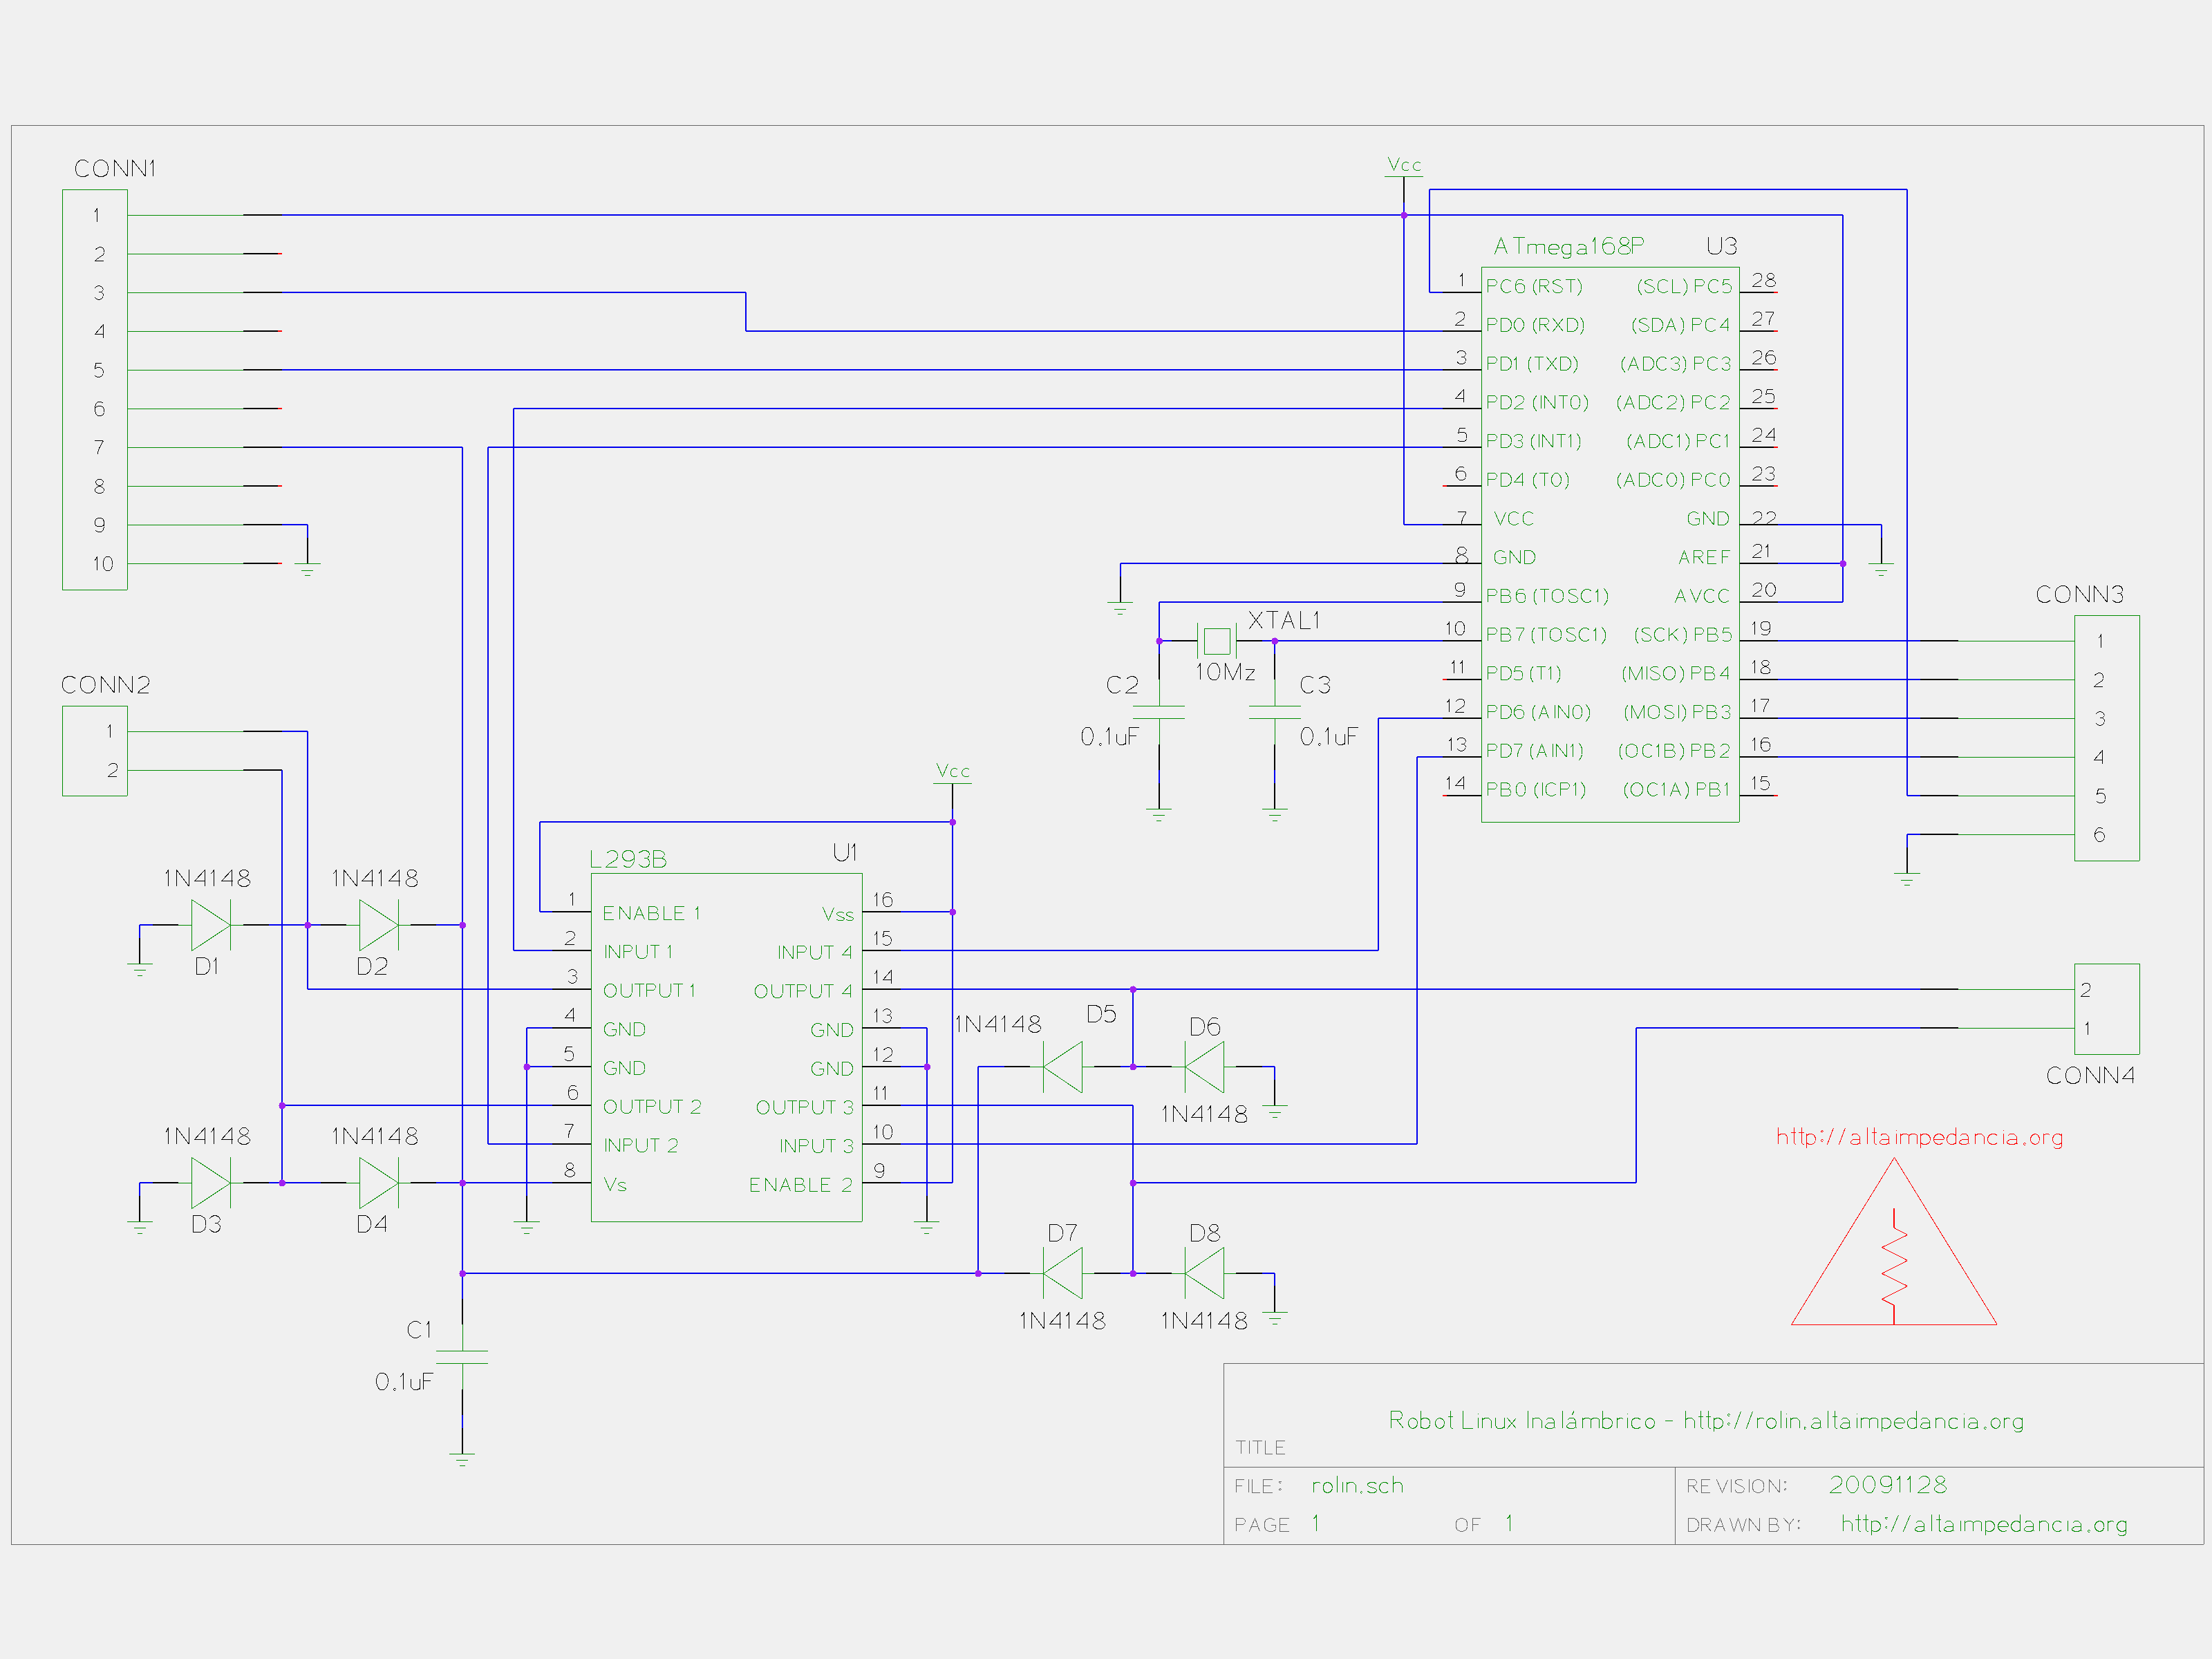 CONN1
1
2
3
4
5
6
7
8
9
10
Vcc
ATmega168P U3
1 PC6 (RST) (SCL) PC5 28
2 PD0 (RXD) (SDA) PC4 27
3 PD1 (TXD) (ADC3) PC3 26
4 PD2 (INT0) (ADC2) PC2 25
5 PD3 (INT1) (ADC1) PC1 24
6 PD4 (T0) (ADC0) PC0 23
7 VCC GND 22
8 GND AREF 21
9 PB6 (TOSC1) AVCC 20
10 PB7 (TOSC1) (SCK) PB5 19
11 PD5 (T1) (MISO) PB4 18
12 PD6 (AIN0) (MOSI) PB3 17
13 PD7 (AIN1) (OC1B) PB2 16
14 PB0 (ICP1) (OC1A) PB1 15
XTAL1
10Mz
C2
0.1uF
C3
0.1uF
CONN3
1
2
3
4
5
6
CONN2
1
2
1N4148
D1
1N4148
D2
1N4148
D3
1N4148
D4
Vcc
L293B U1
1 ENABLE 1 Vss 16
2 INPUT 1 INPUT 4 15
3 OUTPUT 1 OUTPUT 4 14
4 GND GND 13
5 GND GND 12
6 OUTPUT 2 OUTPUT 3 11
7 INPUT 2 INPUT 3 10
8 Vs ENABLE 2 9
1N4148 D5
D6
1N4148
D7
1N4148
D8
1N4148
2
1
CONN4
C1
0.1uF
http://altaimpedancia.org
Robot Linux Inalámbrico - http://rolin.altaimpedancia.org
TITLE
FILE: rolin.sch
REVISION: 20091128
PAGE 1 OF 1
DRAWN BY: http://altaimpedancia.org